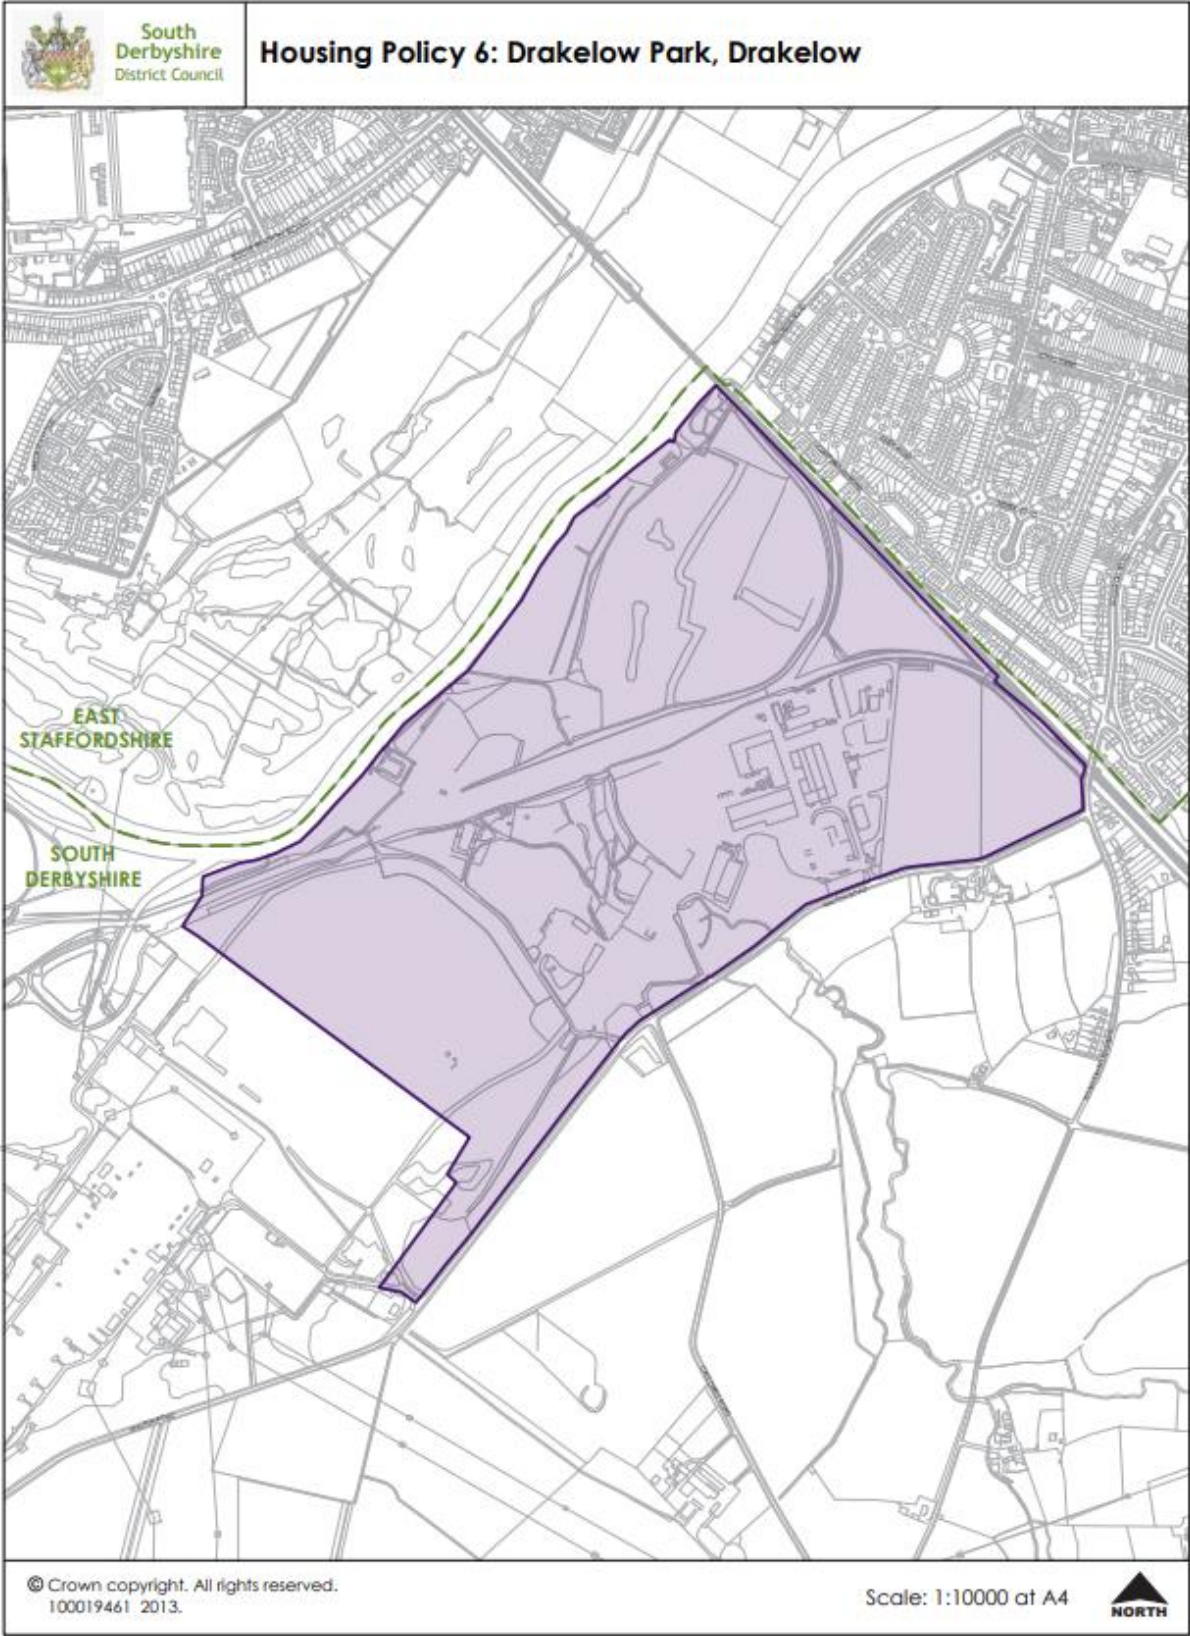 South
Derbyshire
District Council
Housing Policy 6: Drakelow Park, Drakelow
EAST
STAFFORDSHIRE
SOUTH
DERBYSHIRE
© Crown copyright. All rights reserved.
100019461 2013.
Scale: 1:10000 at A4
NORTH